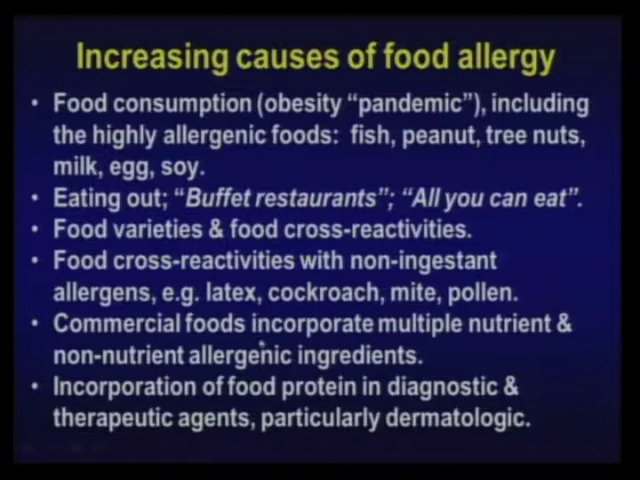 Increasing causes of food allergy
• Food consumption (obesity “pandemic”), including
the highly allergenic foods: fish, peanut, tree nuts,
milk, egg, soy.
• Eating out; “Buffet restaurants”; “All you can eat”.
• Food varieties & food cross-reactivities.
• Food cross-reactivities with non-ingestant
allergens, e.g. latex, cockroach, mite, pollen.
• Commercial foods incorporate multiple nutrient &
non-nutrient allergenic ingredients.
• Incorporation of food protein in diagnostic &
therapeutic agents, particularly dermatologic.